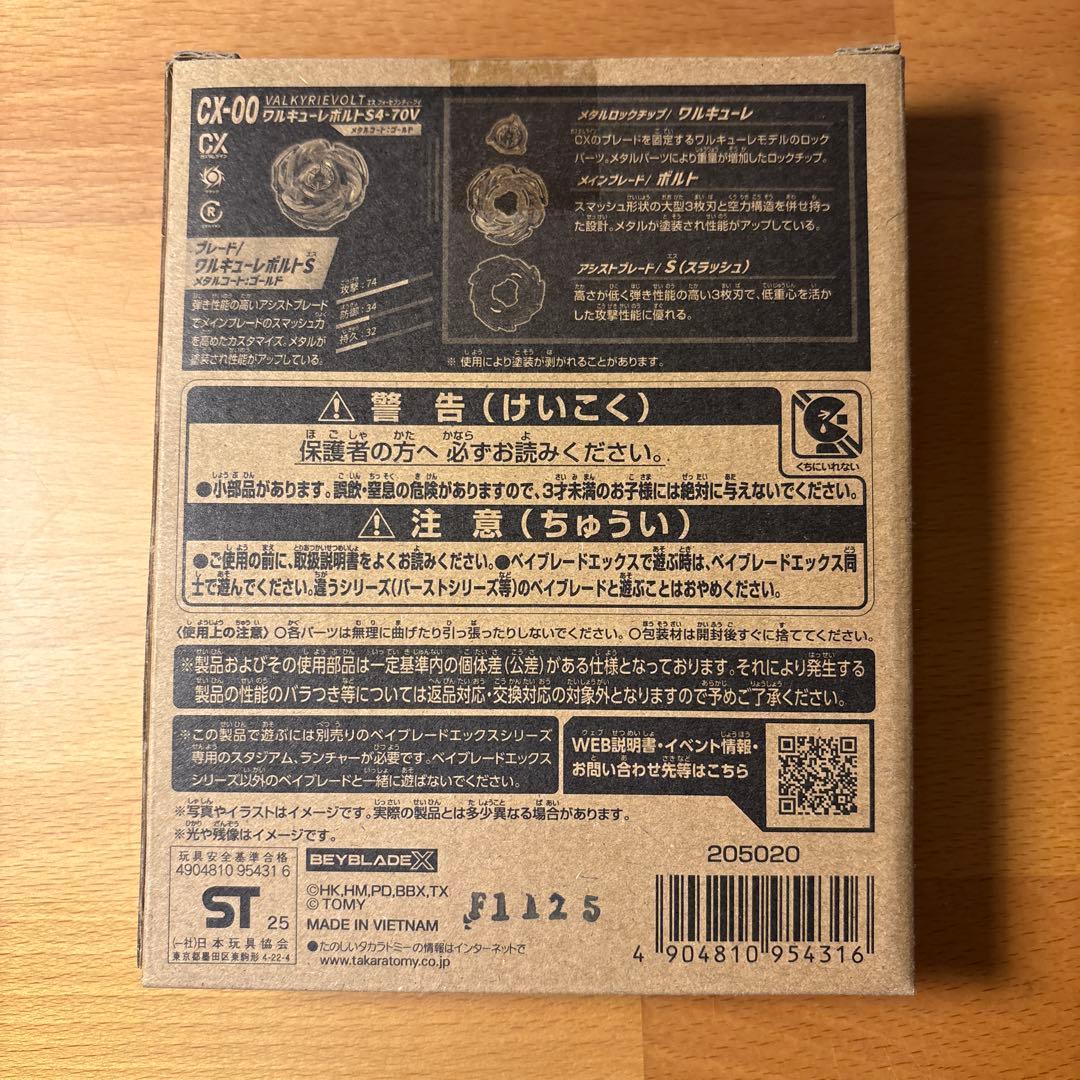 CX-00
VALKYRIEVOLT エスフォーセブンティーブイ
ワルキューレボルトS4-70V
メタルコート:ゴールド
CX
R
ブレード/
ワルキューレボルトS
メタルコート:ゴールド
弾き性能の高いアシストブレード
でメインブレードのスマッシュ力
を高めたカスタマイズ。メタルが
塗装され性能がアップしている。
攻撃:74
防御:34
持久:32
メタルロックチップ/ ワルキューレ
CXのブレードを固定するワルキューレモデルのロック
パーツ。メタルパーツにより重量が増加したロックチップ。
メインブレード/ ボルト
スマッシュ形状の大型3枚刃と空力構造を併せ持っ
た設計。メタルが塗装され性能がアップしている。
アシストブレード/ S(スラッシュ)
高さが低く弾き性能の高い3枚刃で、低重心を活か
した攻撃性能に優れる。
※ 使用により塗装が剥がれることがあります。
警 告(けいこく)
保護者の方へ 必ずお読みください。
くちにいれない
●小部品があります。誤飲・窒息の危険がありますので、3才未満のお子様には絶対に与えないでください。
注 意(ちゅうい)
●ご使用の前に、取扱説明書をよくお読みください。●ベイブレードエックスで遊ぶ時は、ベイブレードエックス同
士で遊んでください。違うシリーズ(バーストシリーズ等)のベイブレードと遊ぶことはおやめください。
〈使用上の注意〉○各パーツは無理に曲げたり引っ張ったりしないでください。○包装材は開封後すぐに捨ててください。
※製品およびその使用部品は一定基準内の個体差(公差)がある仕様となっております。それにより発生する
製品の性能のバラつき等については返品対応・交換対応の対象外となりますので予めご了承ください。
※この製品で遊ぶには別売りのベイブレードエックスシリーズ
専用のスタジアム、ランチャーが必要です。ベイブレードエックス
シリーズ以外のベイブレードと一緒に遊ばないでください。
WEB説明書・イベント情報・
お問い合わせ先等はこちら
※写真やイラストはイメージです。実際の製品とは多少異なる場合があります。
※光や残像はイメージです。
玩具安全基準合格
4904810 95431 6
ST 25
(一社)日本玩具協会
東京都墨田区東駒形 4-22-4
BEYBLADE X
©HK,HM,PD,BBX,TX
© TOMY
MADE IN VIETNAM
F1125
●たのしいタカラトミーの情報はインターネットで
www.takaratomy.co.jp
205020
4 904810 954316